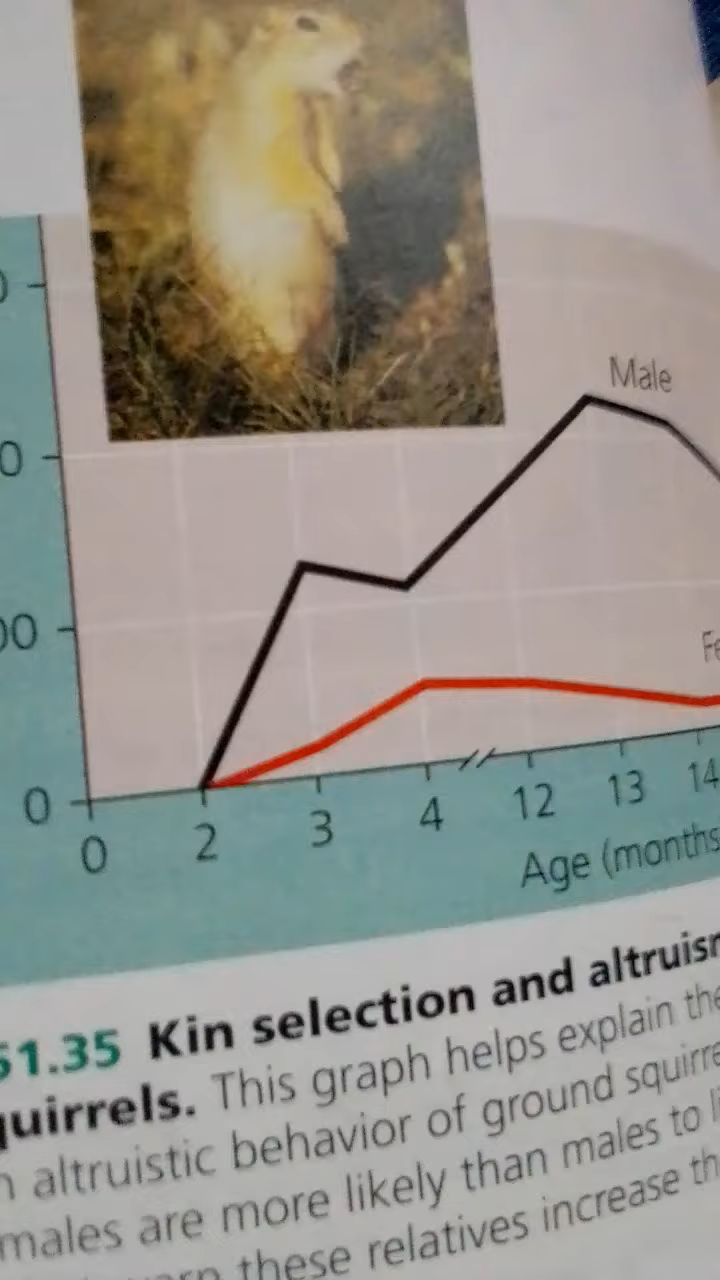 Male
0
0
2
3
4
12
13
14
Age (months
51.35 Kin selection and altruism
quirrels. This graph helps explain the
altruistic behavior of ground squirre
males are more likely than males to li
these relatives increase th